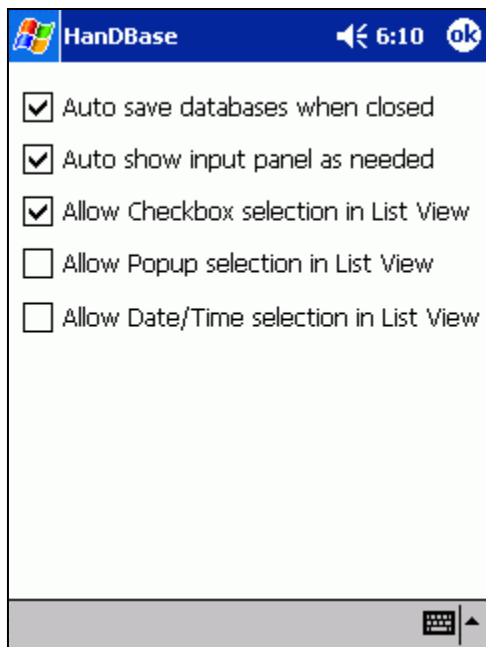 HanDBase 6:10 ok
Auto save databases when closed
Auto show input panel as needed
Allow Checkbox selection in List View
Allow Popup selection in List View
Allow Date/Time selection in List View